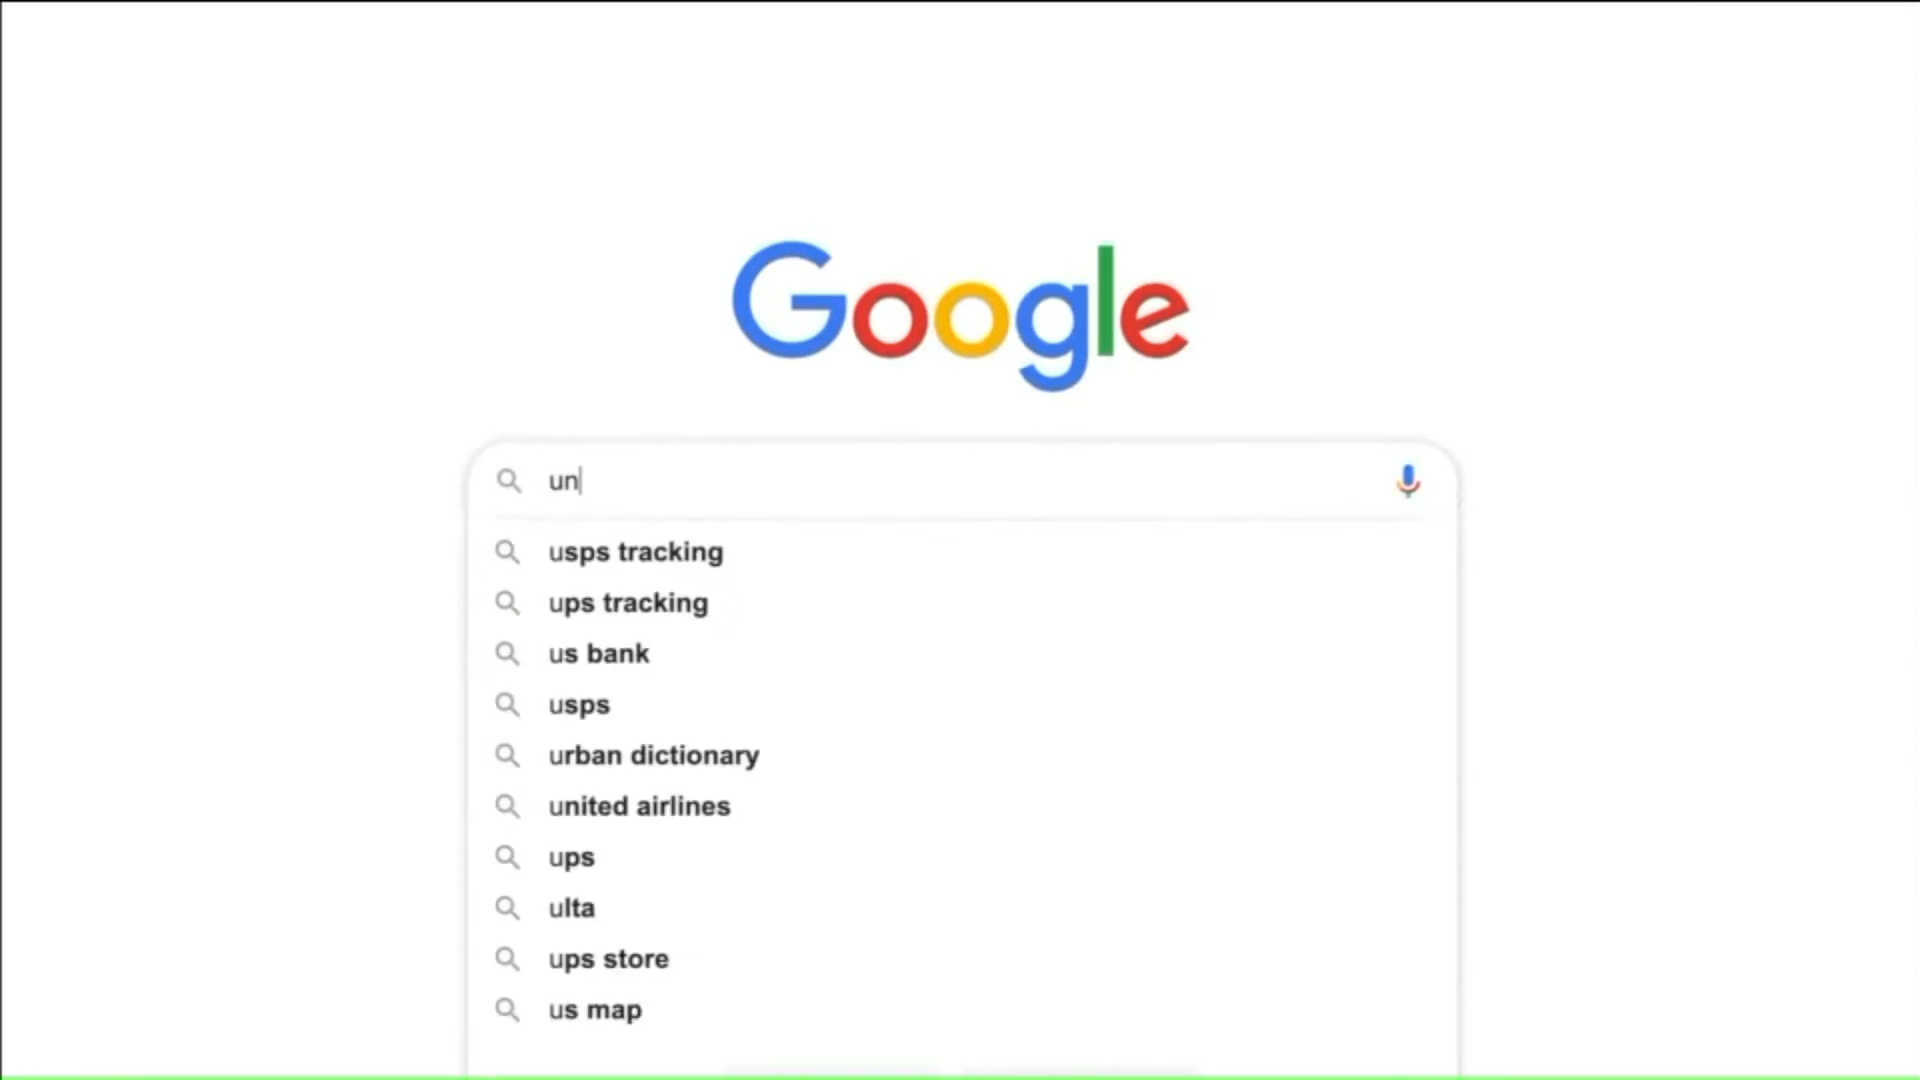 Google
un
usps tracking
ups tracking
us bank
usps
urban dictionary
united airlines
ups
ulta
ups store
us map